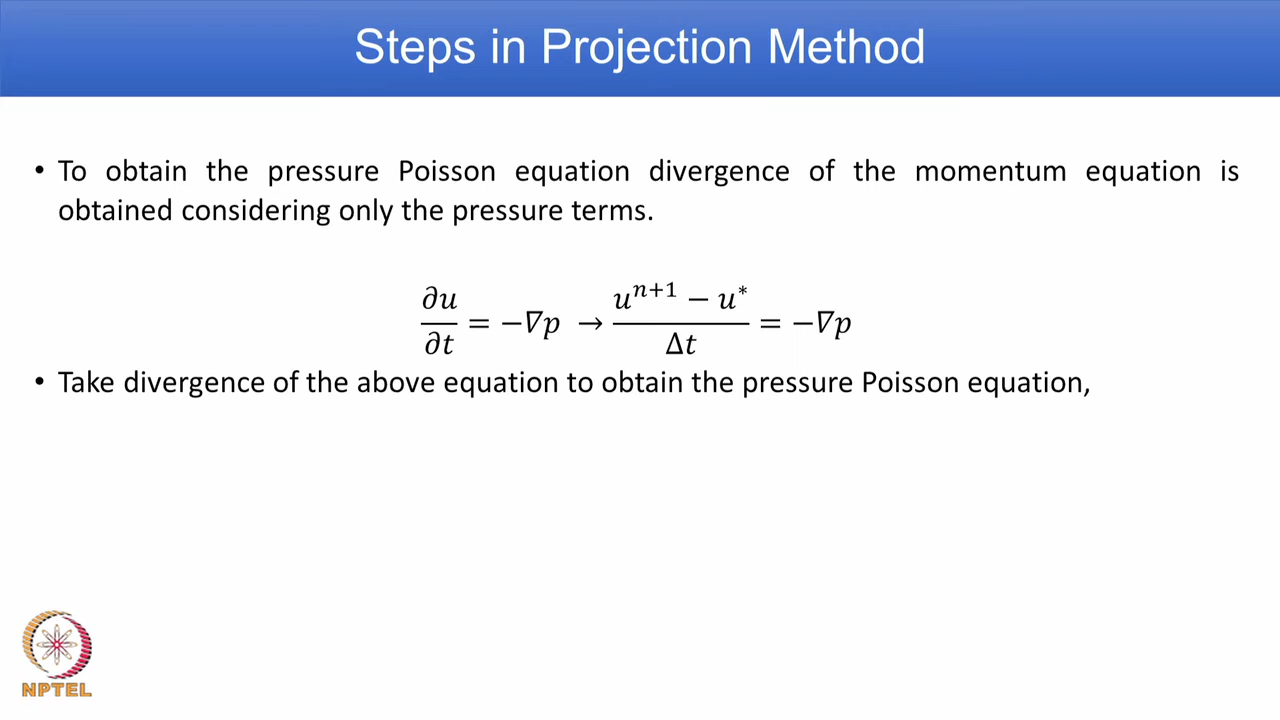 Steps in Projection Method
• To obtain the pressure Poisson equation divergence of the momentum equation is
obtained considering only the pressure terms.
∂u/∂t = −∇p → (uⁿ⁺¹ − u*)/Δt = −∇p
• Take divergence of the above equation to obtain the pressure Poisson equation,
NPTEL